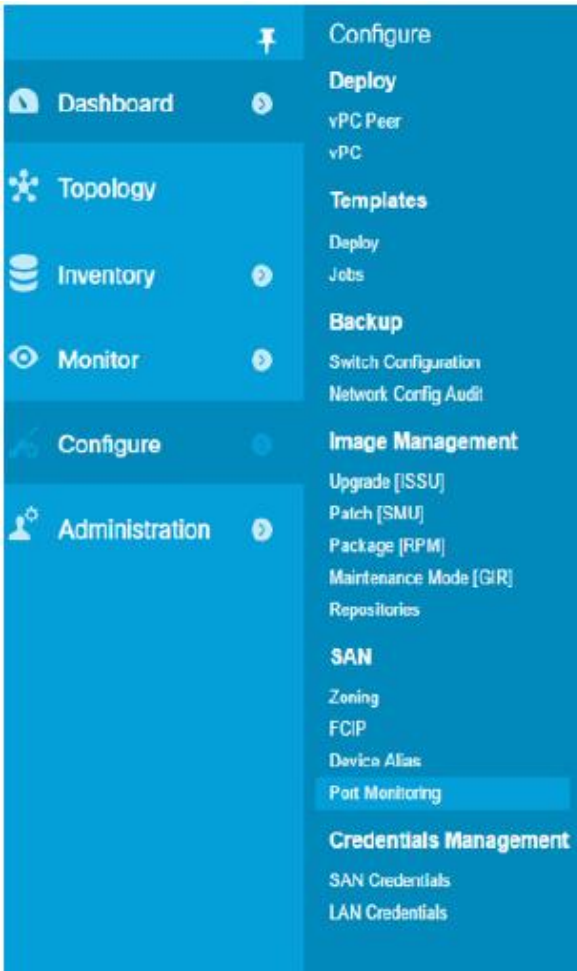 Dashboard
Topology
Inventory
Monitor
Configure
Administration
Configure
Deploy
vPC Peer
vPC
Templates
Deploy
Jobs
Backup
Switch Configuration
Network Config Audit
Image Management
Upgrade [ISSU]
Patch [SMU]
Package [RPM]
Maintenance Mode [GIR]
Repositories
SAN
Zoning
FCIP
Device Alias
Port Monitoring
Credentials Management
SAN Credentials
LAN Credentials